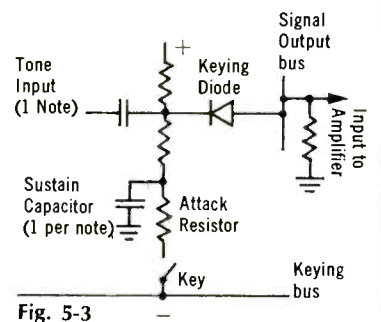 Signal
Output
bus
+
Tone
Input
(1 Note)
Keying
Diode
Input to
Amplifier
Sustain
Capacitor
(1 per note)
Attack
Resistor
Key
Keying
bus
Fig. 5-3
−